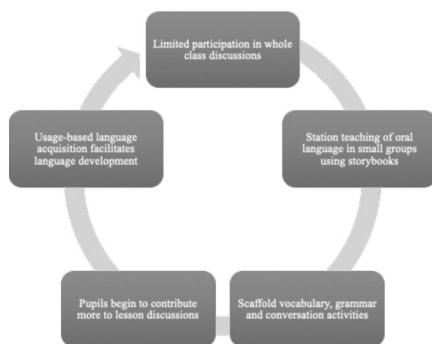 Limited participation in whole
class discussions
Station teaching of oral
language in small groups
using storybooks
Scaffold vocabulary, grammar
and conversation activities
Pupils begin to contribute
more to lesson discussions
Usage-based language
acquisition facilitates
language development